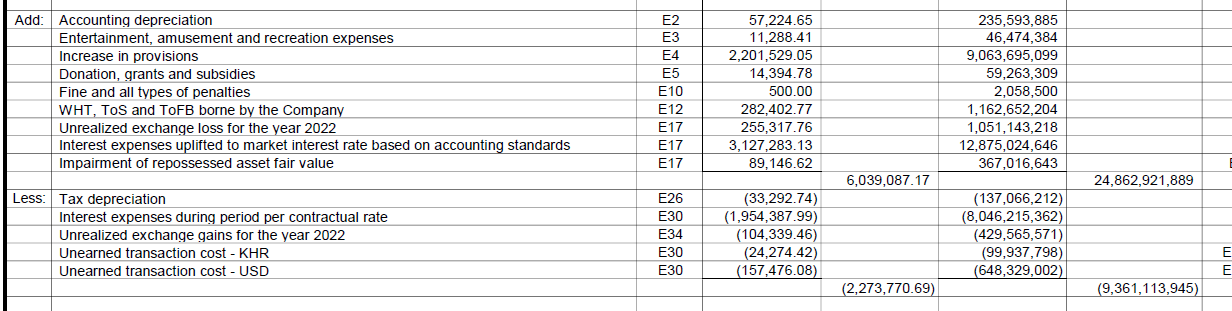 Add: Accounting depreciation E2 57,224.65 235,593,885
Entertainment, amusement and recreation expenses E3 11,288.41 46,474,384
Increase in provisions E4 2,201,529.05 9,063,695,099
Donation, grants and subsidies E5 14,394.78 59,263,309
Fine and all types of penalties E10 500.00 2,058,500
WHT, ToS and ToFB borne by the Company E12 282,402.77 1,162,652,204
Unrealized exchange loss for the year 2022 E17 255,317.76 1,051,143,218
Interest expenses uplifted to market interest rate based on accounting standards E17 3,127,283.13 12,875,024,646
Impairment of repossessed asset fair value E17 89,146.62 367,016,643
6,039,087.17 24,862,921,889
Less: Tax depreciation E26 (33,292.74) (137,066,212)
Interest expenses during period per contractual rate E30 (1,954,387.99) (8,046,215,362)
Unrealized exchange gains for the year 2022 E34 (104,339.46) (429,565,571)
Unearned transaction cost - KHR E30 (24,274.42) (99,937,798) E
Unearned transaction cost - USD E30 (157,476.08) (648,329,002) E
(2,273,770.69) (9,361,113,945)